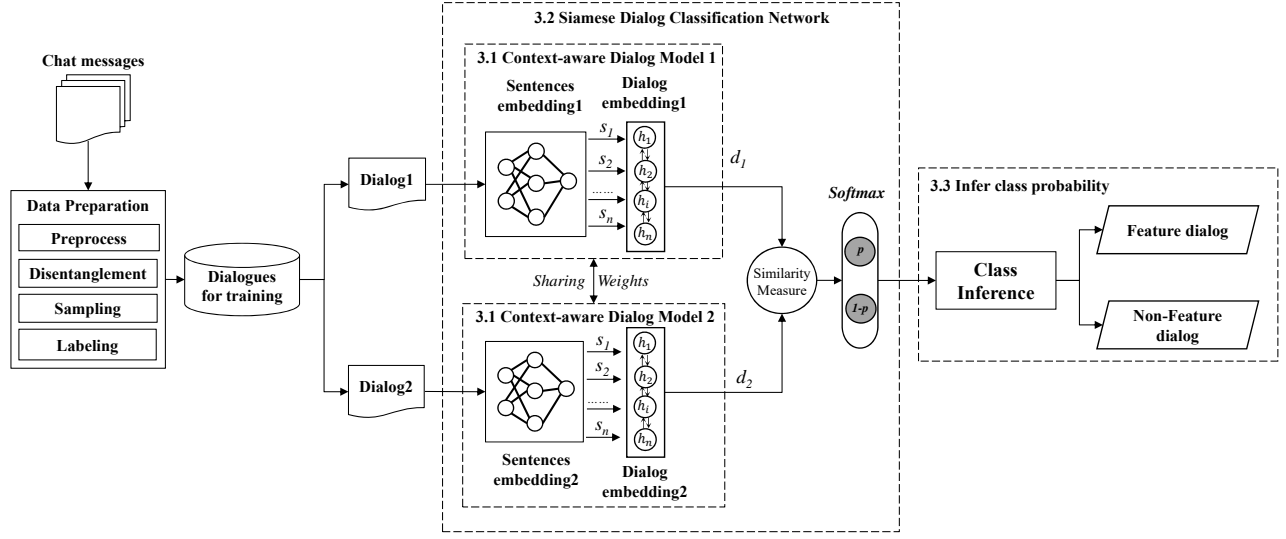 3.2 Siamese Dialog Classification Network
Chat messages
Data Preparation
Preprocess
Disentanglement
Sampling
Labeling
Dialogues
for training
Dialog1
Dialog2
3.1 Context-aware Dialog Model 1
Sentences
embedding1
Dialog
embedding1
s1
s2
......
sn
h1
h2
hi
hn
d1
Sharing Weights
3.1 Context-aware Dialog Model 2
s1
s2
......
sn
h1
h2
hi
hn
d2
Sentences
embedding2
Dialog
embedding2
Similarity
Measure
Softmax
p
1-p
3.3 Infer class probability
Class
Inference
Feature dialog
Non-Feature
dialog